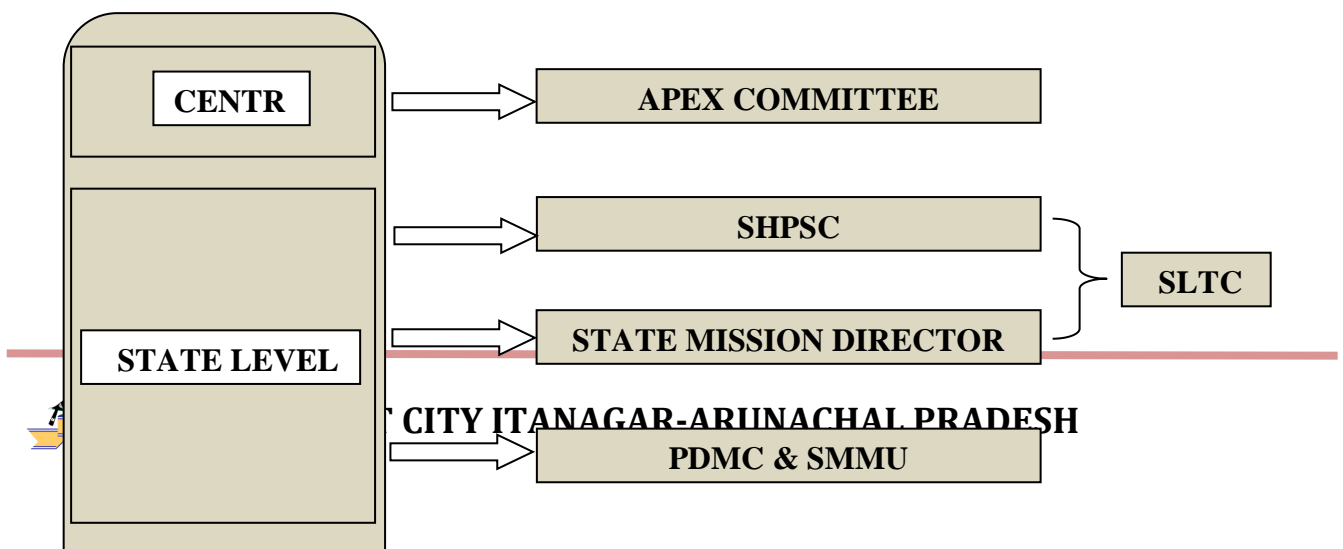 CENTR
APEX COMMITTEE
SHPSC
SLTC
STATE MISSION DIRECTOR
STATE LEVEL
CITY ITANAGAR-ARUNACHAL PRADESH
PDMC & SMMU